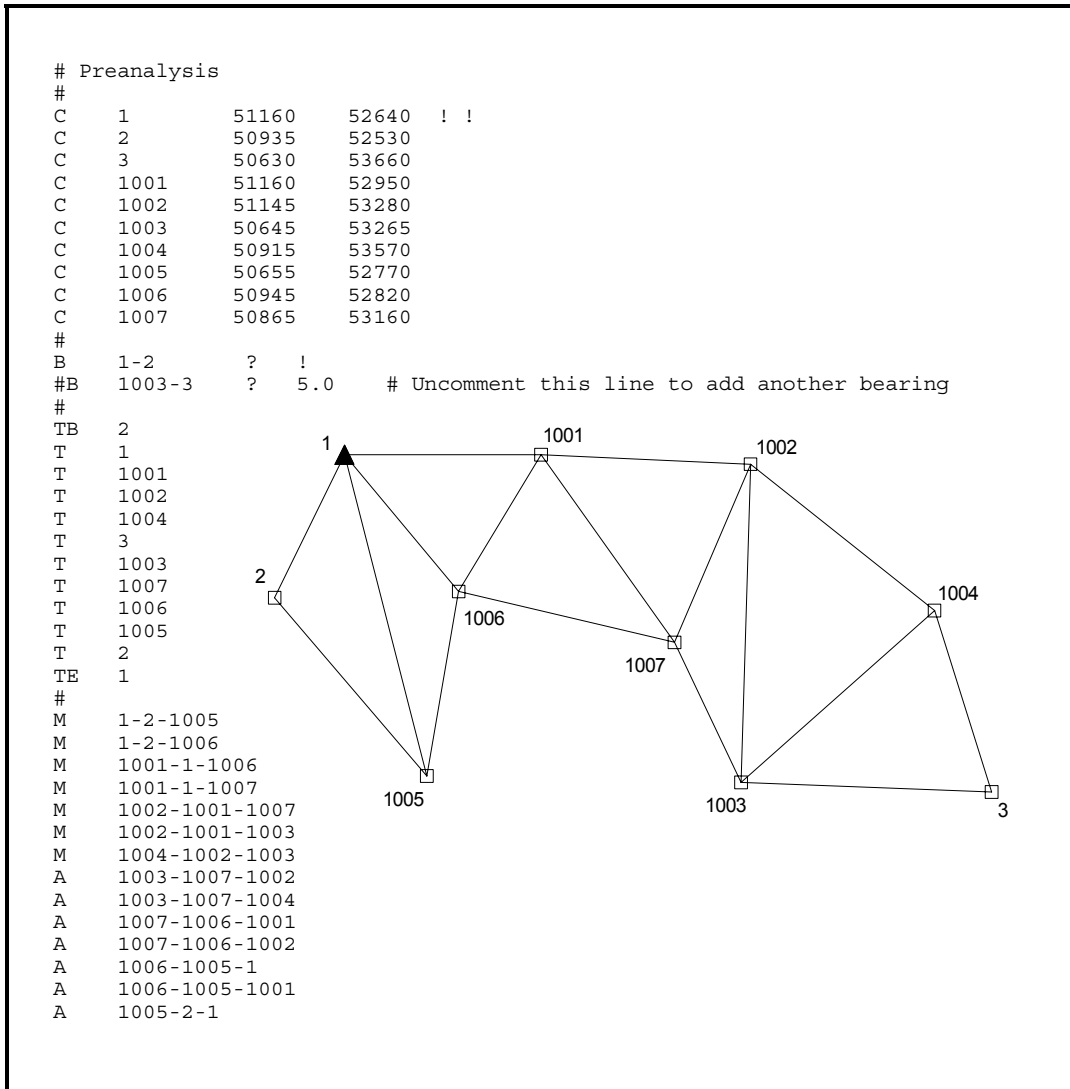 # Preanalysis
#
C 1 51160 52640 ! !
C 2 50935 52530
C 3 50630 53660
C 1001 51160 52950
C 1002 51145 53280
C 1003 50645 53265
C 1004 50915 53570
C 1005 50655 52770
C 1006 50945 52820
C 1007 50865 53160
#
B 1-2 ? !
#B 1003-3 ? 5.0 # Uncomment this line to add another bearing
#
TB 2
T 1
T 1001
T 1002
T 1004
T 3
T 1003
T 1007
T 1006
T 1005
T 2
TE 1
#
M 1-2-1005
M 1-2-1006
M 1001-1-1006
M 1001-1-1007
M 1002-1001-1007
M 1002-1001-1003
M 1004-1002-1003
A 1003-1007-1002
A 1003-1007-1004
A 1007-1006-1001
A 1007-1006-1002
A 1006-1005-1
A 1006-1005-1001
A 1005-2-1
1
1001
1002
2
1006
1004
1007
1005
1003
3